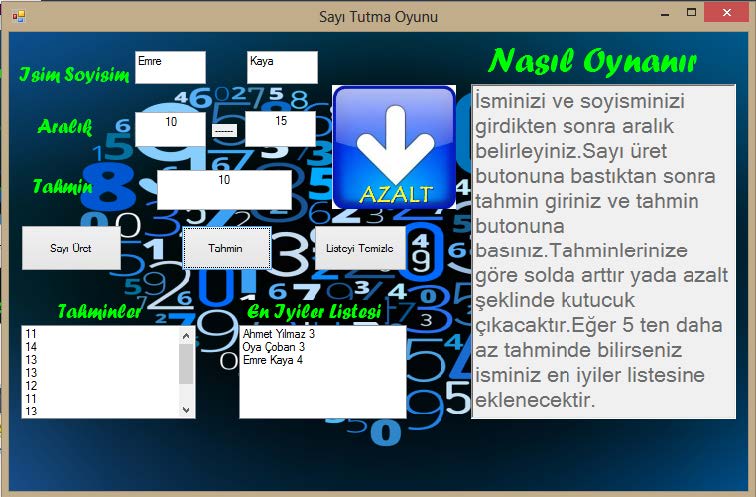 Sayı Tutma Oyunu
Isim Soyisim
Emre
Kaya
Aralık
10
------
15
Tahmin
10
AZALT
Sayı Üret
Tahmin
Listeyi Temizle
Tahminler
11
14
13
13
12
11
13
En Iyiler Listesi
Ahmet Yılmaz 3
Oya Çoban 3
Emre Kaya 4
Nasıl Oynanır
İsminizi ve soyisminizi
girdikten sonra aralık
belirleyiniz.Sayı üret
butonuna bastıktan sonra
tahmin giriniz ve tahmin
butonuna
basınız.Tahminlerinize
göre solda arttır yada azalt
şeklinde kutucuk
çıkacaktır.Eğer 5 ten daha
az tahminde bilirseniz
isminiz en iyiler listesine
eklenecektir.